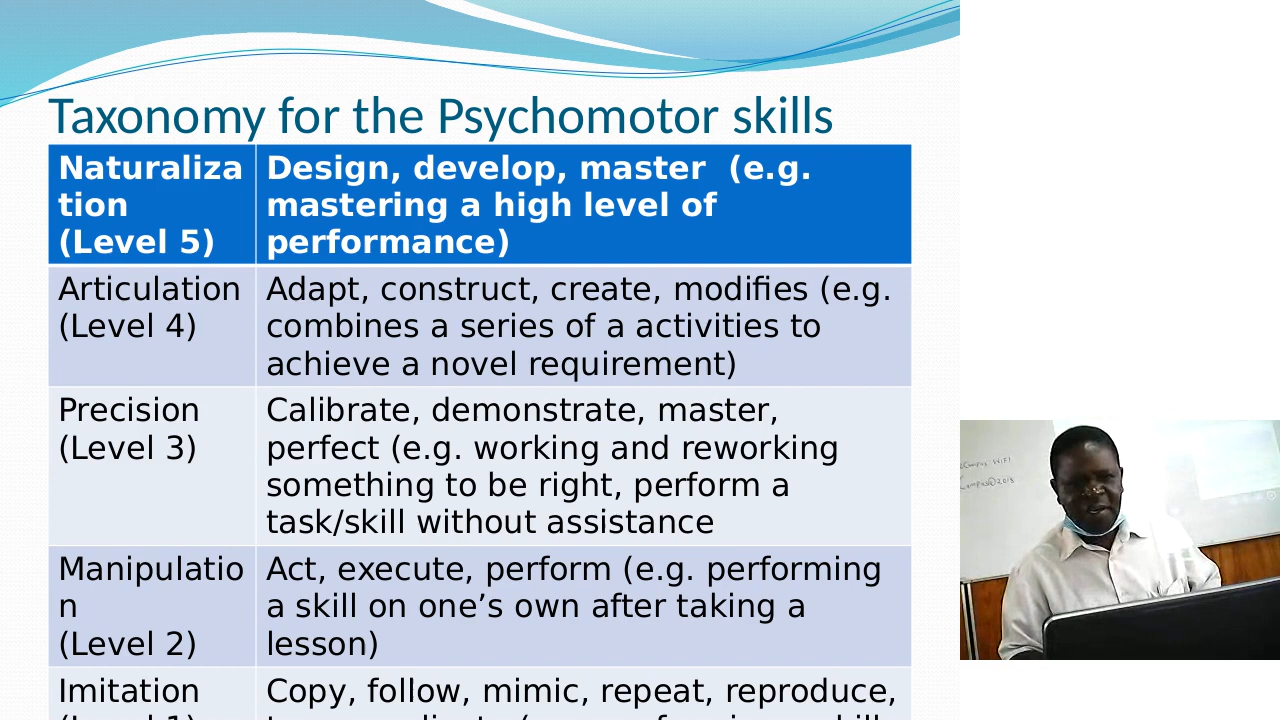 Taxonomy for the Psychomotor skills
Naturaliza
tion
(Level 5)
Design, develop, master  (e.g.
mastering a high level of
performance)
Articulation
(Level 4)
Adapt, construct, create, modifies (e.g.
combines a series of a activities to
achieve a novel requirement)
Precision
(Level 3)
Calibrate, demonstrate, master,
perfect (e.g. working and reworking
something to be right, perform a
task/skill without assistance
Manipulatio
n
(Level 2)
Act, execute, perform (e.g. performing
a skill on one’s own after taking a
lesson)
Imitation
Copy, follow, mimic, repeat, reproduce,